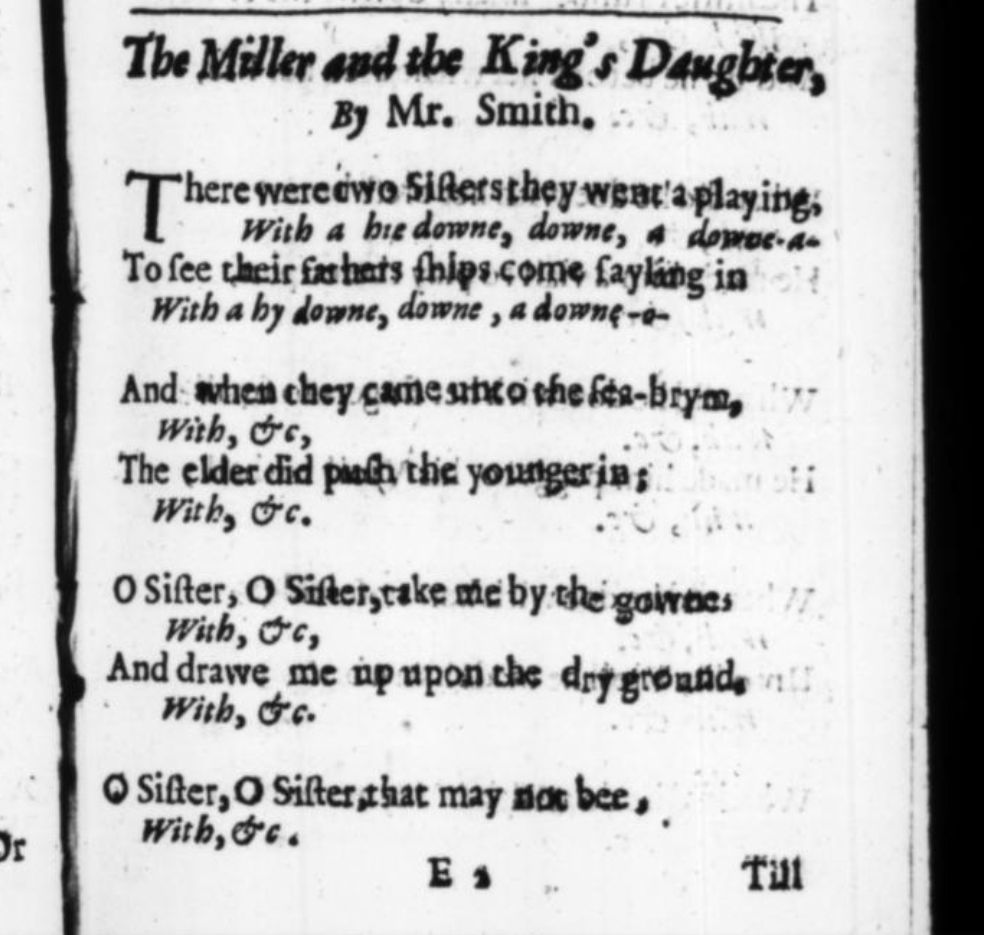 The Miller and the King's Daughter,
By Mr. Smith.
There were two Siſters they went a playing,
With a hie downe, downe, a downe-a-
To ſee their fathers ſhips come ſayling in
With a hy downe, downe, a downe-o-
And when they came unto the ſea-brym,
With, &c,
The elder did puſh the younger in;
With, &c.
O Siſter, O Siſter, take me by the gowne,
With, &c,
And drawe me up upon the dry ground.
With, &c.
O Siſter, O Siſter, that may not bee,
With, &c.
Or
E 2 Till